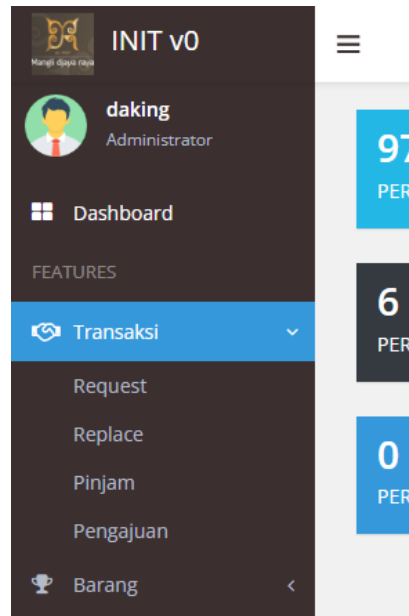 INIT v0
Mangli djaya raya
daking
Administrator
Dashboard
FEATURES
Transaksi
Request
Replace
Pinjam
Pengajuan
Barang
97
PER
6
PER
0
PER